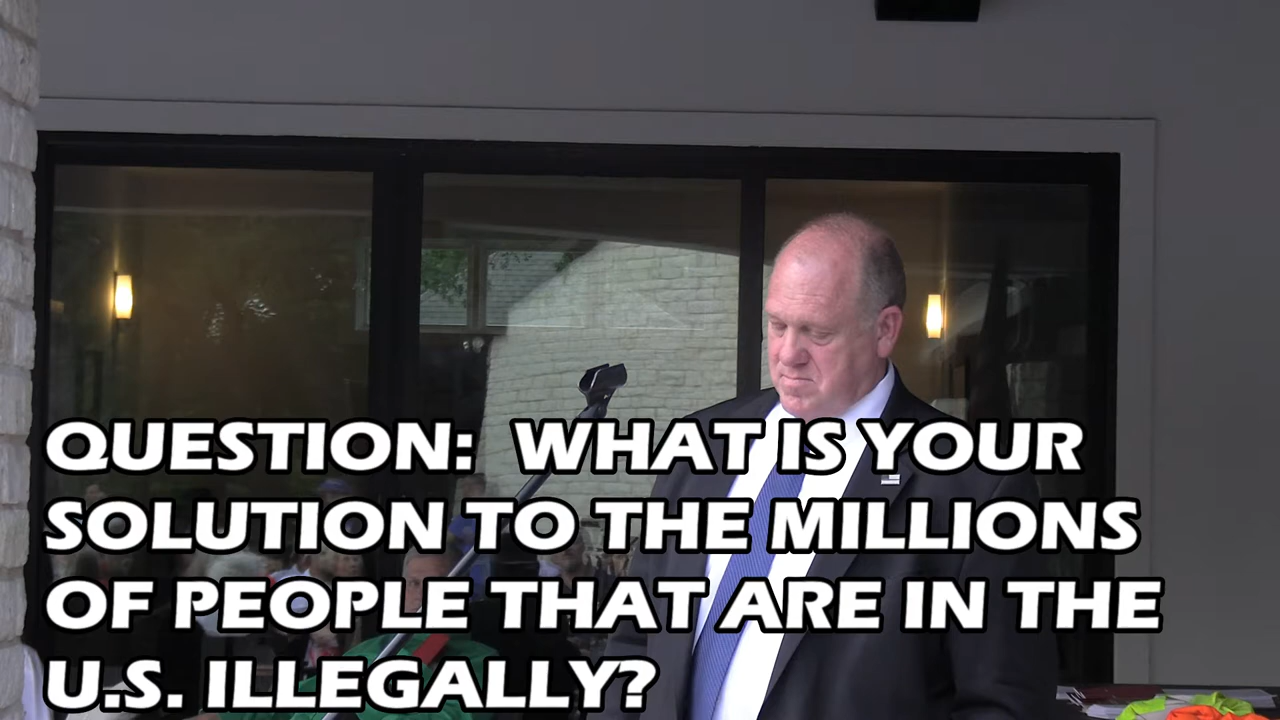 QUESTION:  WHAT IS YOUR
SOLUTION TO THE MILLIONS
OF PEOPLE THAT ARE IN THE
U.S. ILLEGALLY?